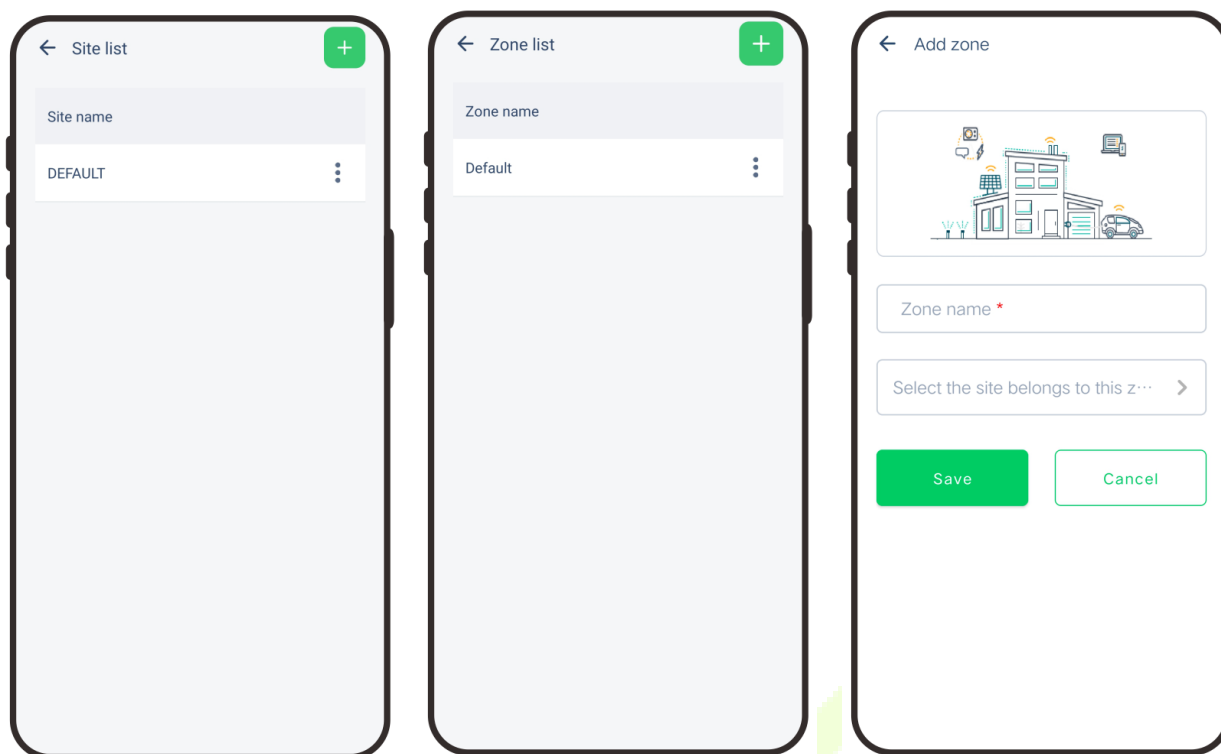 Site list
Site name
DEFAULT
Zone list
Zone name
Default
Add zone
Zone name *
Select the site belongs to this z···
Save
Cancel